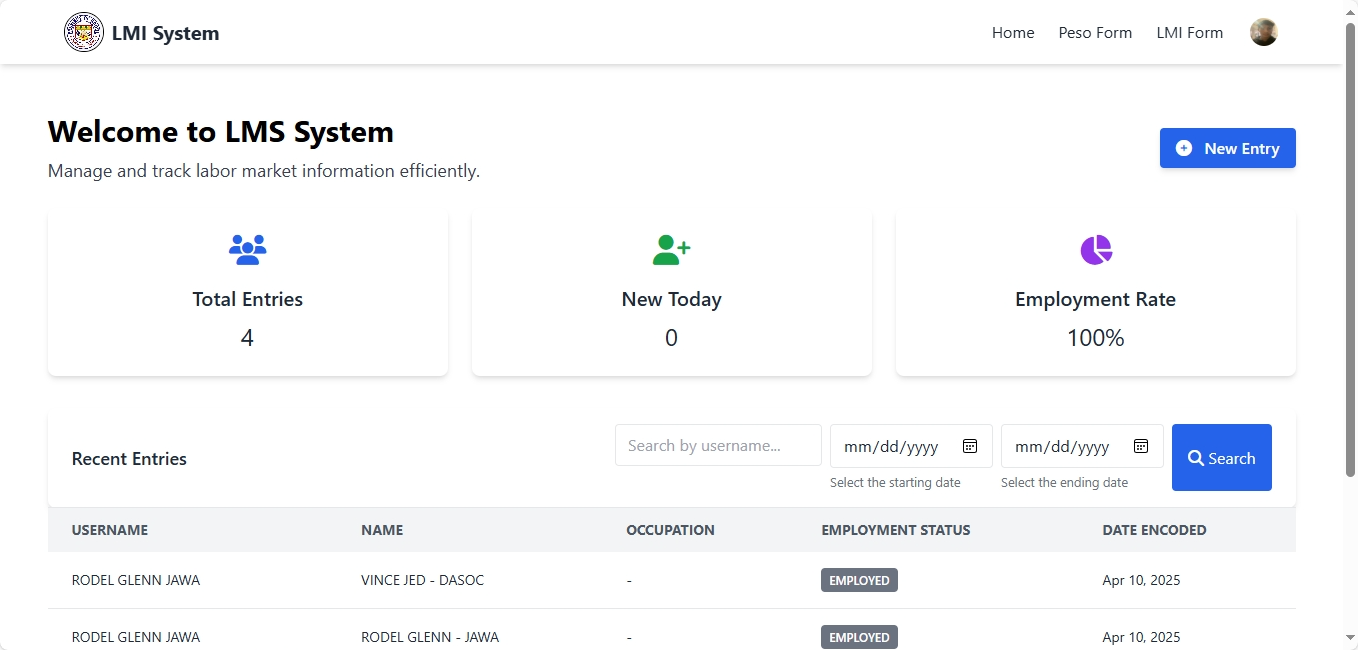 LMI System
Home Peso Form LMI Form
Welcome to LMS System
Manage and track labor market information efficiently.
New Entry
Total Entries
4
New Today
0
Employment Rate
100%
Recent Entries
Search by username...
mm/dd/yyyy
Select the starting date
mm/dd/yyyy
Select the ending date
Search
USERNAME NAME OCCUPATION EMPLOYMENT STATUS DATE ENCODED
RODEL GLENN JAWA VINCE JED - DASOC - EMPLOYED Apr 10, 2025
RODEL GLENN JAWA RODEL GLENN - JAWA - EMPLOYED Apr 10, 2025